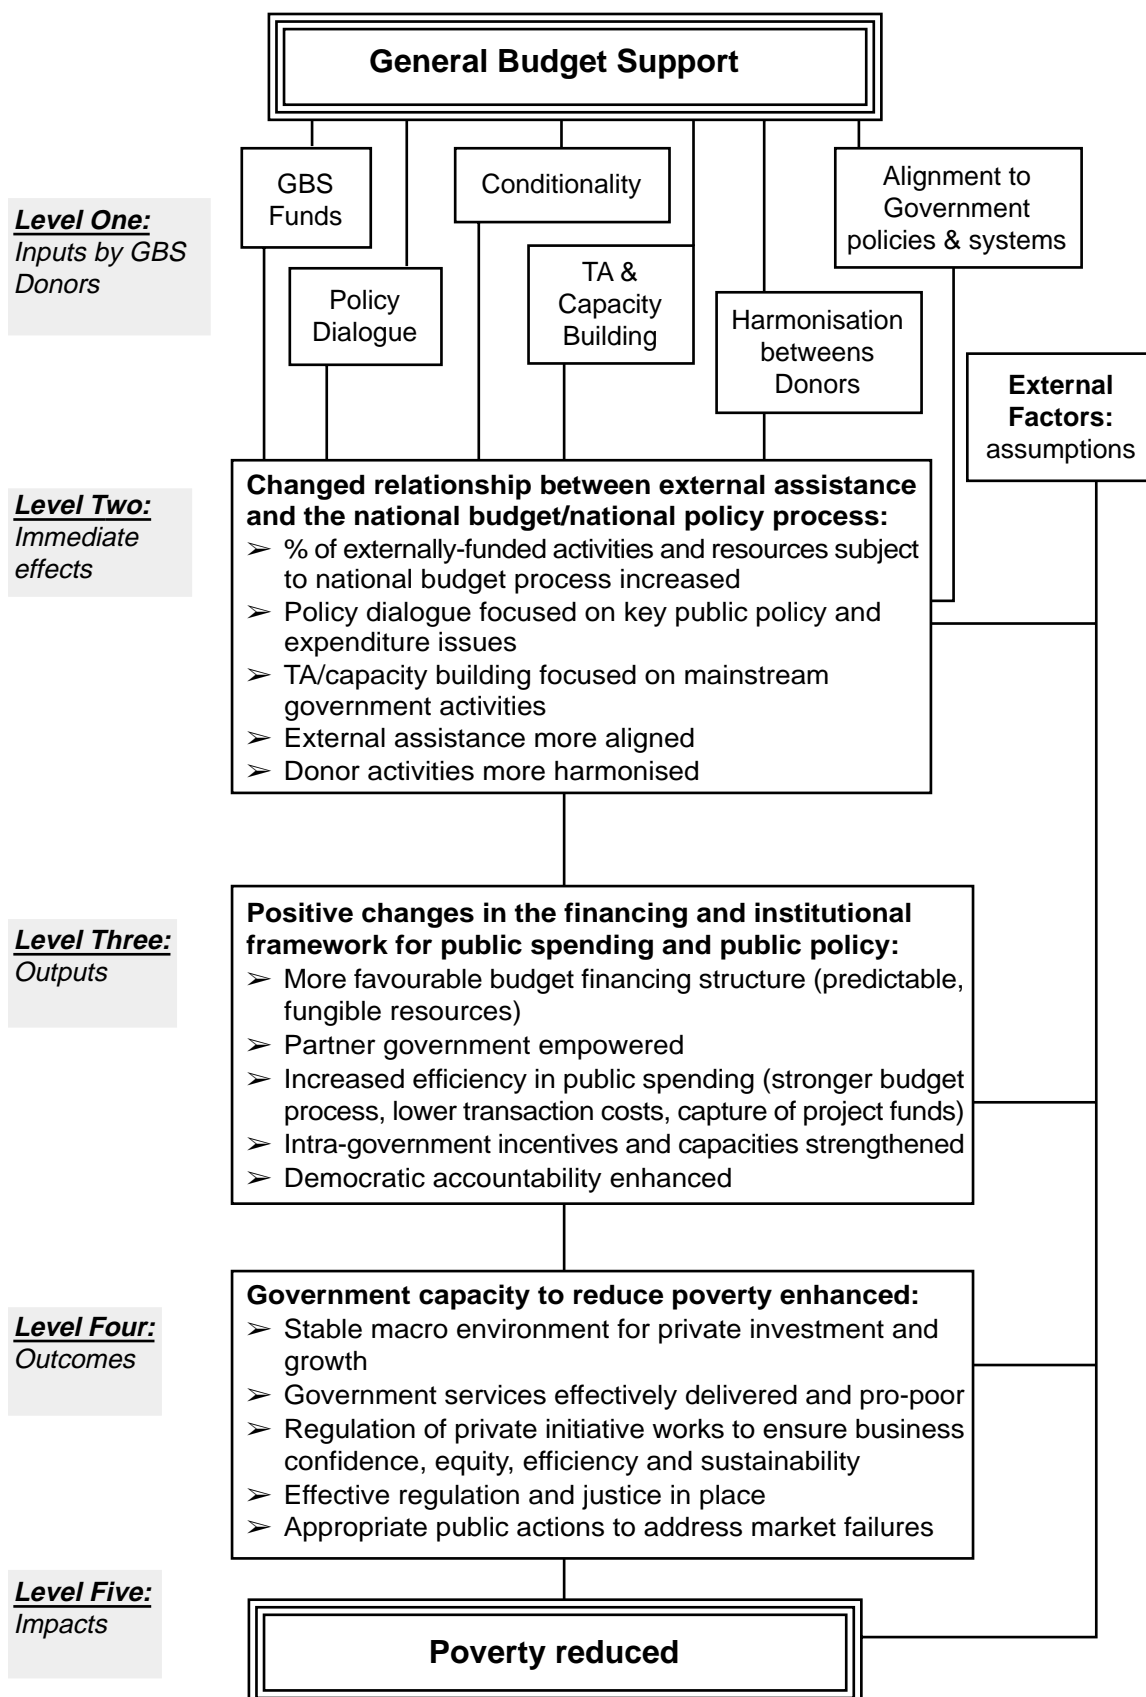 General Budget Support
Level One:
Inputs by GBS
Donors
GBS
Funds
Policy
Dialogue
Conditionality
TA &
Capacity
Building
Harmonisation
betweens
Donors
Alignment to
Government
policies & systems
External
Factors:
assumptions
Level Two:
Immediate
effects
Changed relationship between external assistance
and the national budget/national policy process:
➢ % of externally-funded activities and resources subject
to national budget process increased
➢ Policy dialogue focused on key public policy and
expenditure issues
➢ TA/capacity building focused on mainstream
government activities
➢ External assistance more aligned
➢ Donor activities more harmonised
Level Three:
Outputs
Positive changes in the financing and institutional
framework for public spending and public policy:
➢ More favourable budget financing structure (predictable,
fungible resources)
➢ Partner government empowered
➢ Increased efficiency in public spending (stronger budget
process, lower transaction costs, capture of project funds)
➢ Intra-government incentives and capacities strengthened
➢ Democratic accountability enhanced
Level Four:
Outcomes
Government capacity to reduce poverty enhanced:
➢ Stable macro environment for private investment and
growth
➢ Government services effectively delivered and pro-poor
➢ Regulation of private initiative works to ensure business
confidence, equity, efficiency and sustainability
➢ Effective regulation and justice in place
➢ Appropriate public actions to address market failures
Level Five:
Impacts
Poverty reduced